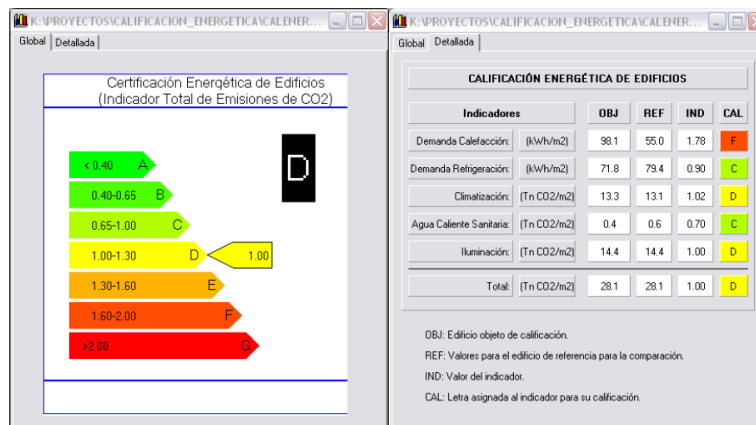 K:\PROYECTOS\CALIFICACION_ENERGETICA\CALENER...
Global Detallada
Certificación Energética de Edificios
(Indicador Total de Emisiones de CO2)
D
< 0.40 A
0.40-0.65 B
0.65-1.00 C
1.00-1.30 D 1.00
1.30-1.60 E
1.60-2.00 F
>2.00 G
K:\PROYECTOS\CALIFICACION_ENERGETICA\CALENE...
Global Detallada
CALIFICACIÓN ENERGÉTICA DE EDIFICIOS
Indicadores OBJ REF IND CAL
Demanda Calefacción: (kWh/m2) 98.1 55.0 1.78 F
Demanda Refrigeración: (kWh/m2) 71.8 79.4 0.90 C
Climatización: (Tn CO2/m2) 13.3 13.1 1.02 D
Agua Caliente Sanitaria: (Tn CO2/m2) 0.4 0.6 0.70 C
Iluminación: (Tn CO2/m2) 14.4 14.4 1.00 D
Total: (Tn CO2/m2) 28.1 28.1 1.00 D
OBJ: Edificio objeto de calificación.
REF: Valores para el edificio de referencia para la comparación.
IND: Valor del indicador.
CAL: Letra asignada al indicador para su calificación.